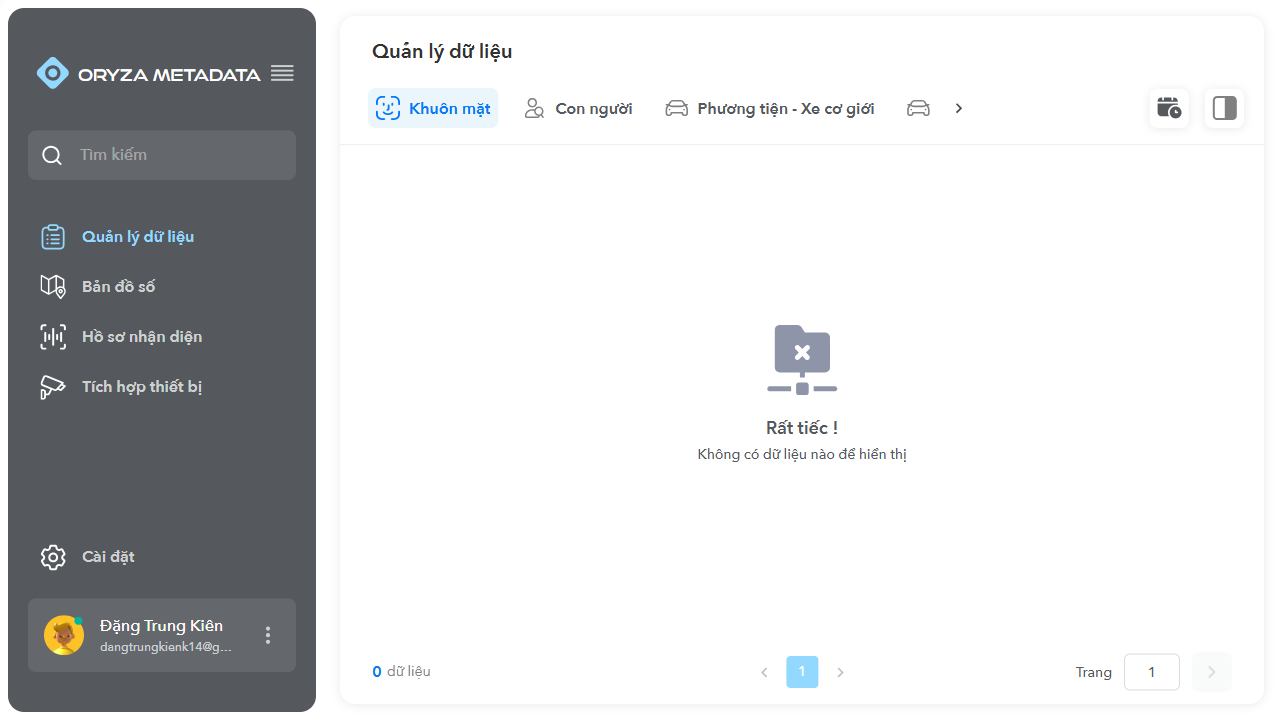 ORYZA METADATA
Tìm kiếm
Quản lý dữ liệu
Bản đồ số
Hồ sơ nhận diện
Tích hợp thiết bị
Cài đặt
Đặng Trung Kiên
dangtrungkienk14@g...
Quản lý dữ liệu
Khuôn mặt
Con người
Phương tiện - Xe cơ giới
Rất tiếc !
Không có dữ liệu nào để hiển thị
0 dữ liệu
1
Trang 1